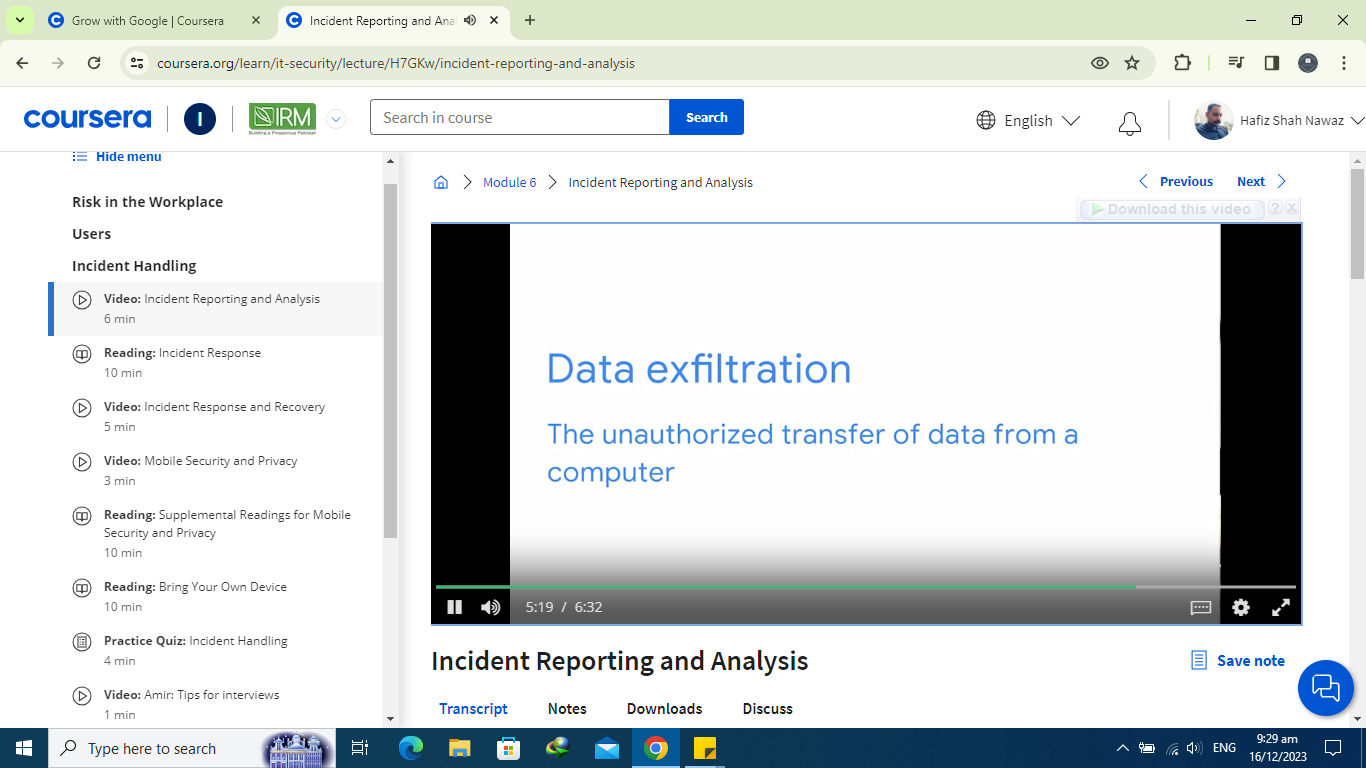 Grow with Google | Coursera
Incident Reporting and Ana
coursera.org/learn/it-security/lecture/H7GKw/incident-reporting-and-analysis
coursera
I
IRM
Building a Prosperous Pakistan
Search in course
Search
English
Hafiz Shah Nawaz
Hide menu
Risk in the Workplace
Users
Incident Handling
Video: Incident Reporting and Analysis
6 min
Reading: Incident Response
10 min
Video: Incident Response and Recovery
5 min
Video: Mobile Security and Privacy
3 min
Reading: Supplemental Readings for Mobile
Security and Privacy
10 min
Reading: Bring Your Own Device
10 min
Practice Quiz: Incident Handling
4 min
Video: Amir: Tips for interviews
1 min
Module 6
Incident Reporting and Analysis
Previous
Next
Download this video ? X
Data exfiltration
The unauthorized transfer of data from a
computer
5:19 / 6:32
Incident Reporting and Analysis
Save note
Transcript
Notes
Downloads
Discuss
Type here to search
ENG
9:29 am
16/12/2023